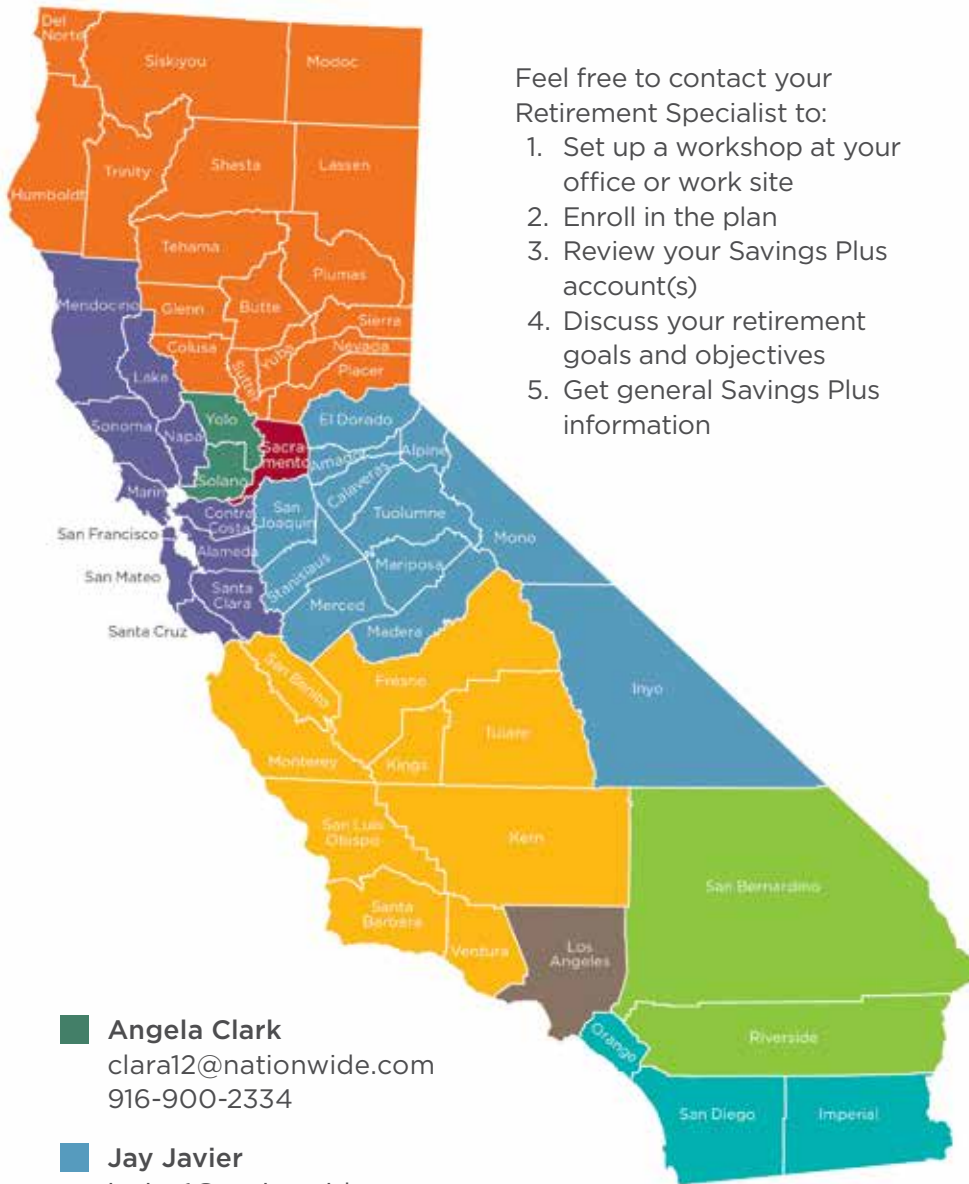 Del
Norte
Siskiyou
Modoc
Feel free to contact your
Retirement Specialist to:
1. Set up a workshop at your
office or work site
2. Enroll in the plan
3. Review your Savings Plus
account(s)
4. Discuss your retirement
goals and objectives
5. Get general Savings Plus
information
Humboldt
Trinity
Shasta
Lassen
Tehama
Plumas
Mendocino
Glenn
Butte
Sierra
Colusa
Sutter
Yuba
Nevada
Placer
Lake
Sonoma
Napa
Yolo
Sacra-
mento
El Dorado
Amador
Alpine
Solano
Marin
Calaveras
Contra
Costa
San
Joaquin
Tuolumne
Mono
San Francisco
Alameda
Stanislaus
Mariposa
San Mateo
Santa
Clara
Merced
Santa Cruz
Madera
San Benito
Fresno
Inyo
Monterey
Kings
Tulare
San Luis
Obispo
Kern
San Bernardino
Santa
Barbara
Ventura
Los
Angeles
Orange
Riverside
San Diego
Imperial
Angela Clark
clara12@nationwide.com
916-900-2334
Jay Javier